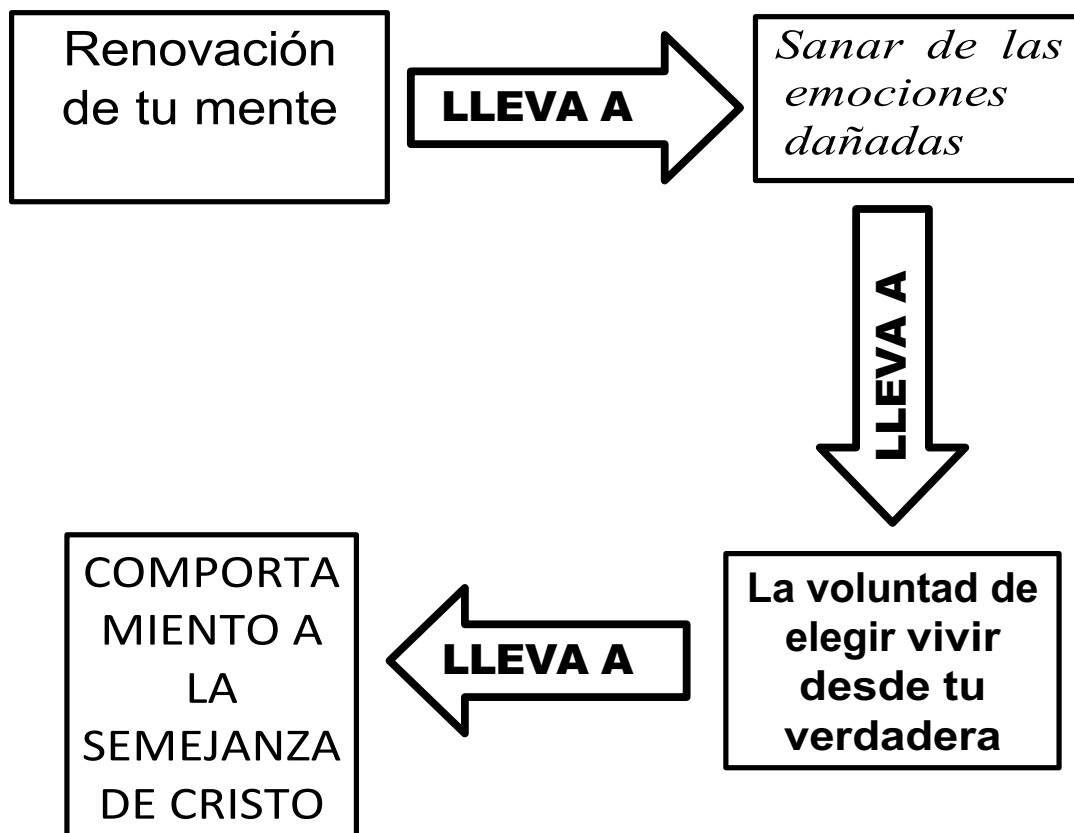 Renovación
de tu mente
LLEVA A
Sanar de las
emociones
dañadas
LLEVA A
La voluntad de
elegir vivir
desde tu
verdadera
LLEVA A
COMPORTA
MIENTO A
LA
SEMEJANZA
DE CRISTO